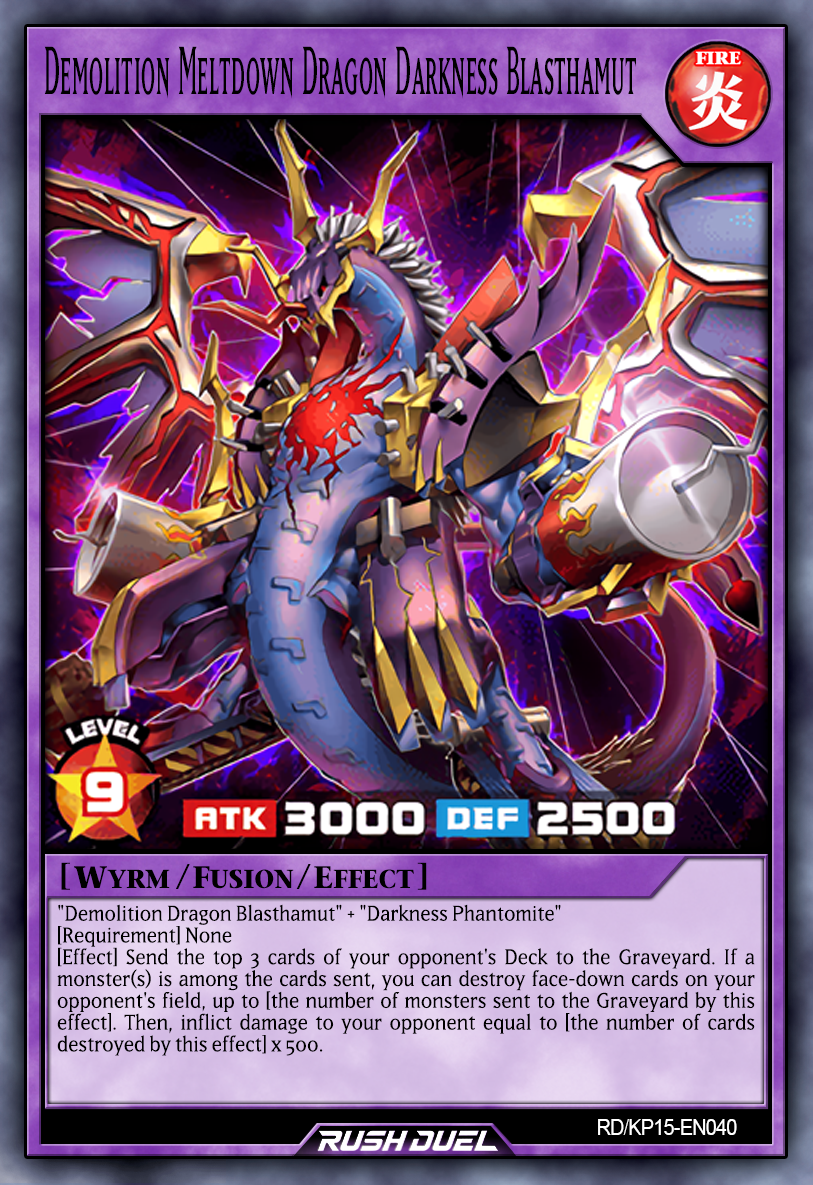 Demolition Meltdown Dragon Darkness Blasthamut
FIRE
炎
LEVEL
9
ATK 3000 DEF 2500
[Wyrm/Fusion/Effect]
"Demolition Dragon Blasthamut" + "Darkness Phantomite"
[Requirement] None
[Effect] Send the top 3 cards of your opponent's Deck to the Graveyard. If a
monster(s) is among the cards sent, you can destroy face-down cards on your
opponent's field, up to [the number of monsters sent to the Graveyard by this
effect]. Then, inflict damage to your opponent equal to [the number of cards
destroyed by this effect] x 500.
RD/KP15-EN040
RUSH DUEL